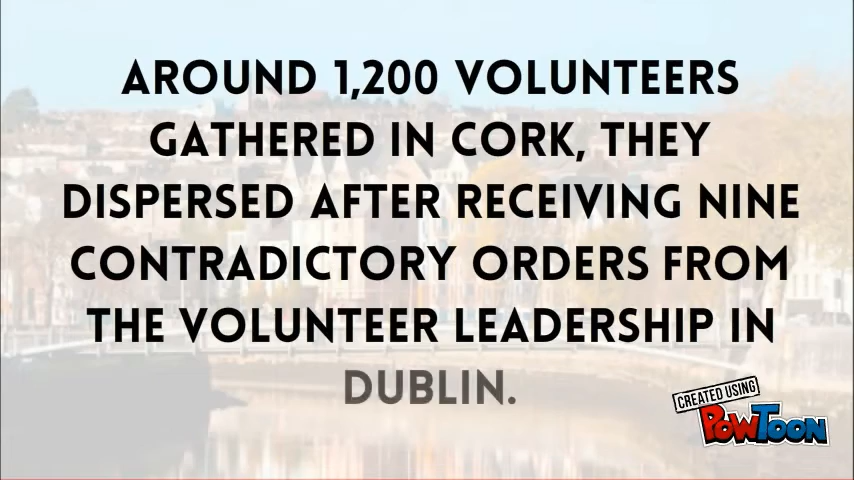 AROUND 1,200 VOLUNTEERS
GATHERED IN CORK, THEY
DISPERSED AFTER RECEIVING NINE
CONTRADICTORY ORDERS FROM
THE VOLUNTEER LEADERSHIP IN
DUBLIN.
CREATED USING
POWTOON